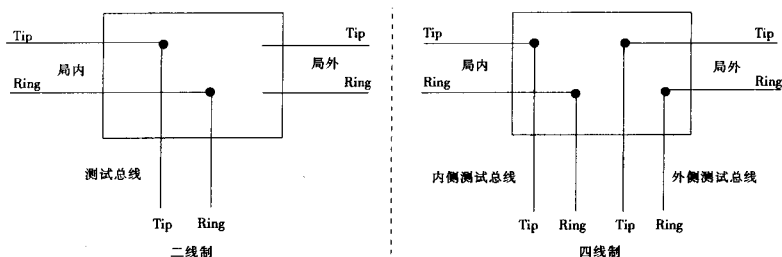 Tip
Tip
局内
局外
Ring
Ring
测试总线
Tip
Ring
二线制
Tip
Tip
局内
局外
Ring
Ring
内侧测试总线
外侧测试总线
Tip
Ring
Tip
Ring
四线制